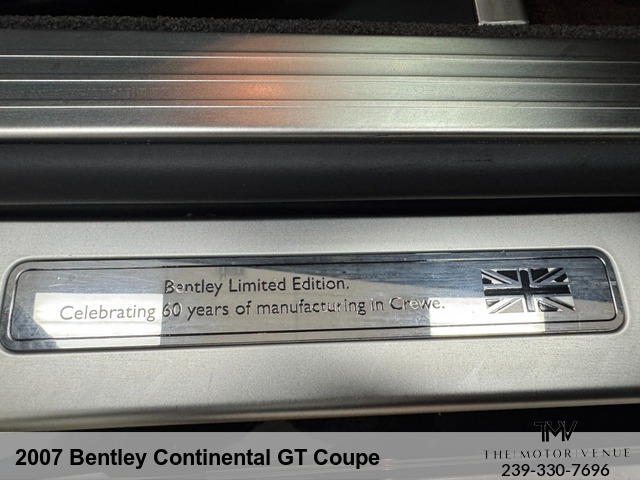 Bentley Limited Edition.
Celebrating 60 years of manufacturing in Crewe.
TMV
THE MOTOR VENUE
2007 Bentley Continental GT Coupe
239-330-7696